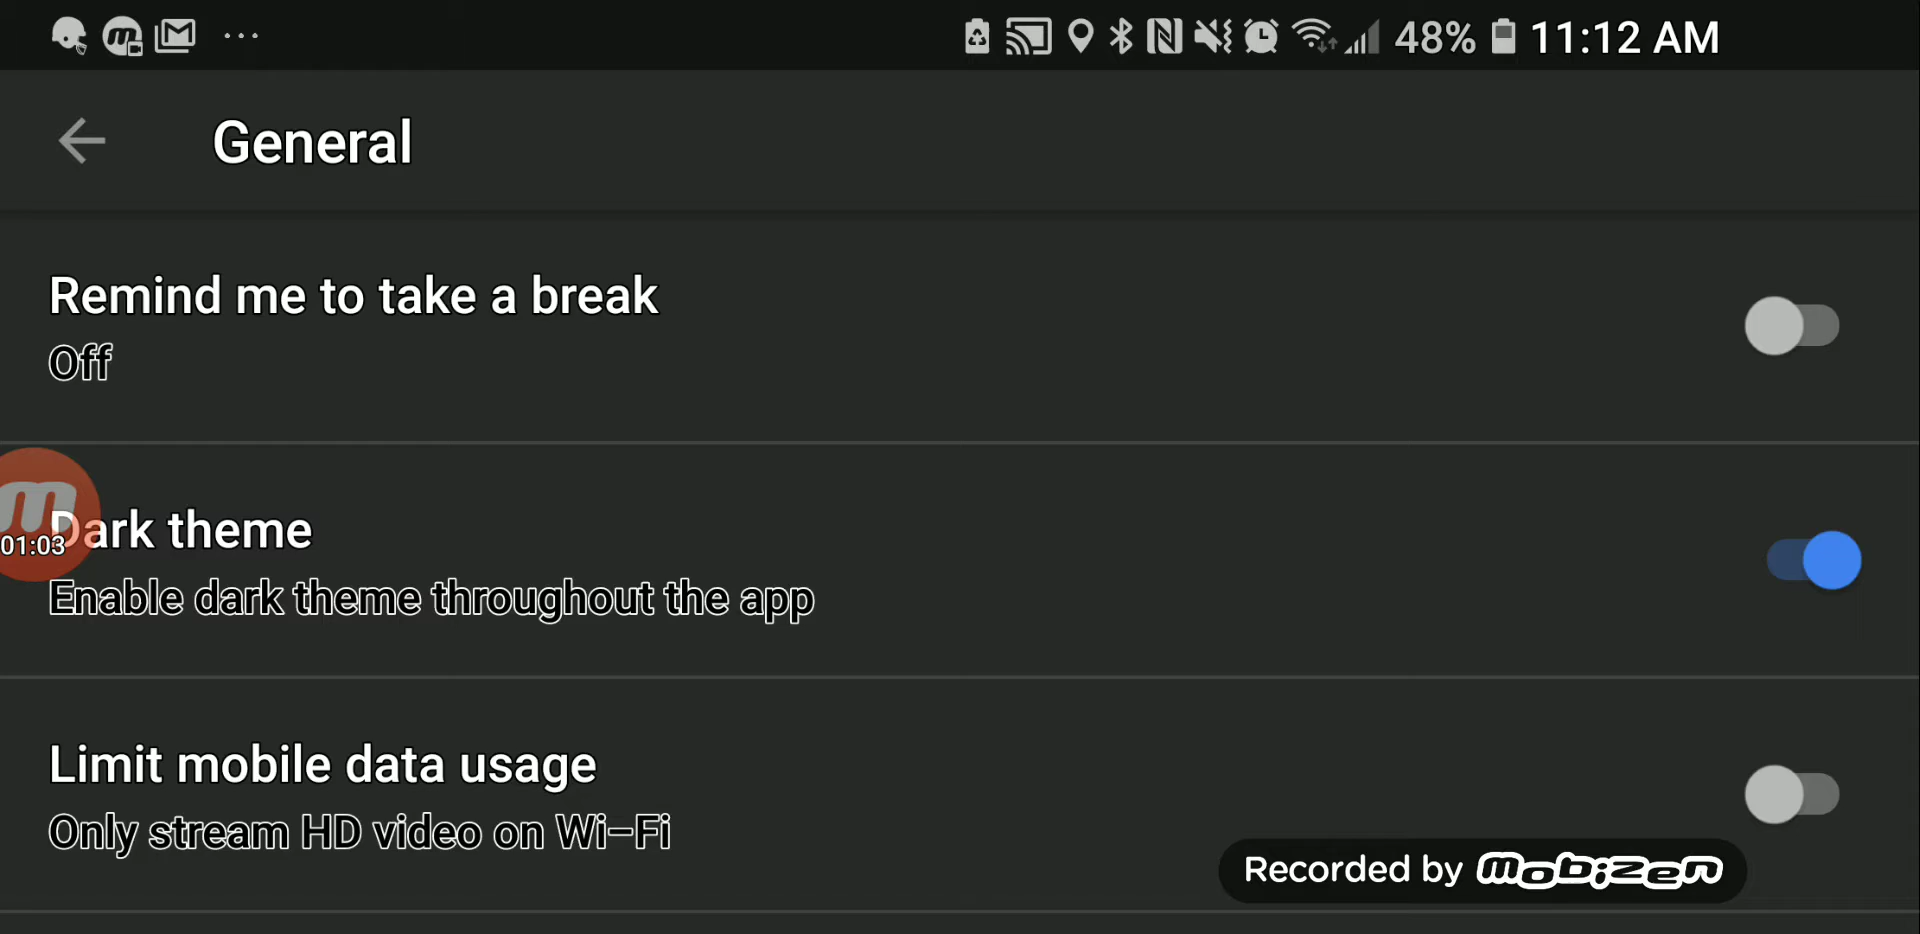 48% 11:12 AM
General
Remind me to take a break
Off
01:03
Dark theme
Enable dark theme throughout the app
Limit mobile data usage
Only stream HD video on Wi-Fi
Recorded by mobizen